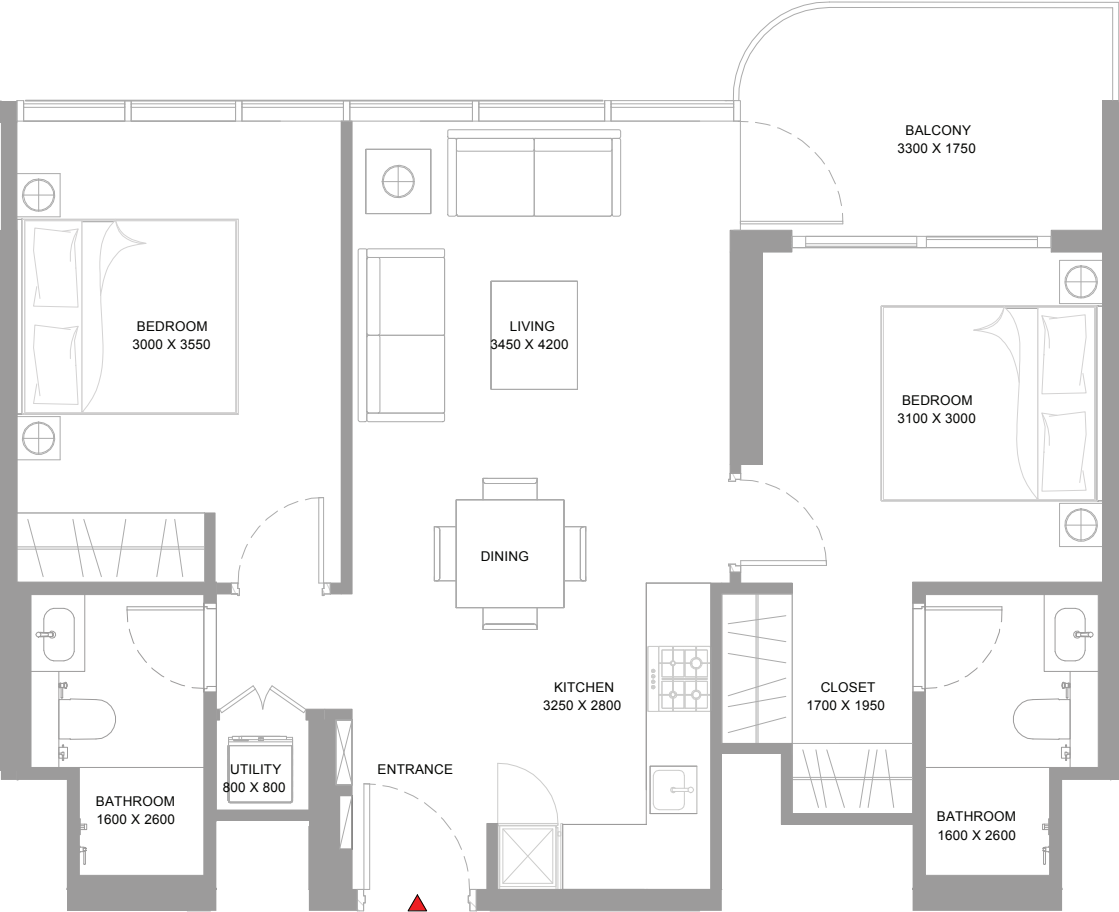 BALCONY
3300 X 1750
BEDROOM
3000 X 3550
LIVING
3450 X 4200
BEDROOM
3100 X 3000
DINING
KITCHEN
3250 X 2800
CLOSET
1700 X 1950
ENTRANCE
UTILITY
800 X 800
BATHROOM
1600 X 2600
BATHROOM
1600 X 2600